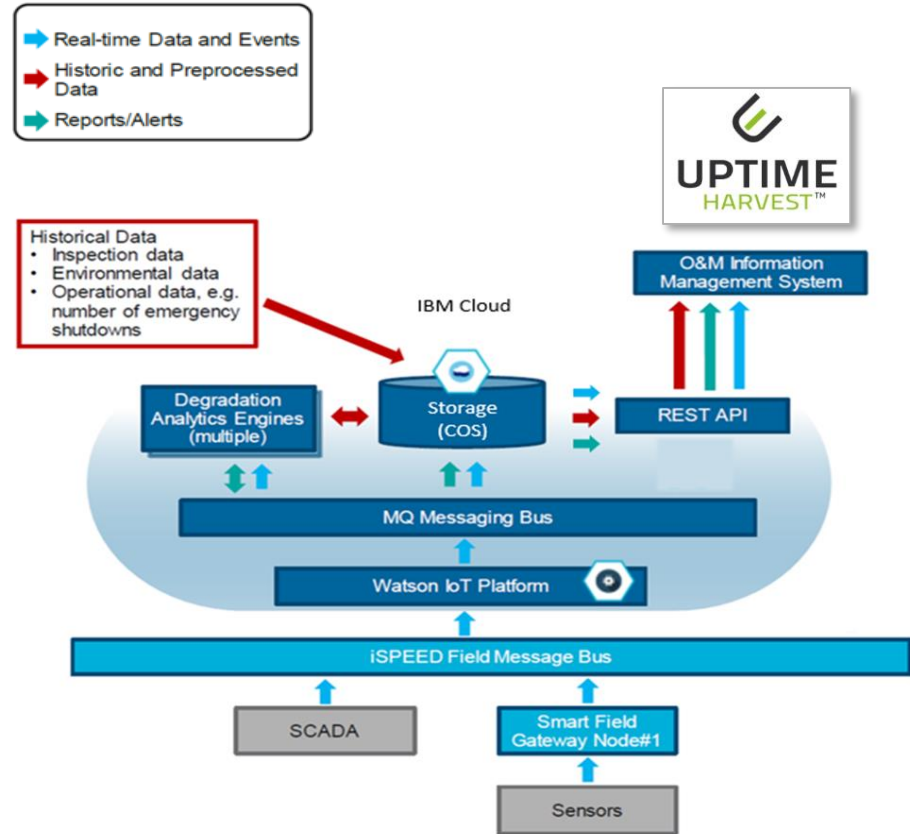 Real-time Data and Events
Historic and Preprocessed
Data
Reports/Alerts
UPTIME
HARVEST™
Historical Data
• Inspection data
• Environmental data
• Operational data, e.g.
number of emergency
shutdowns
O&M Information
Management System
IBM Cloud
Degradation
Analytics Engines
(multiple)
Storage
(COS)
REST API
MQ Messaging Bus
Watson IoT Platform
iSPEED Field Message Bus
SCADA
Smart Field
Gateway Node#1
Sensors